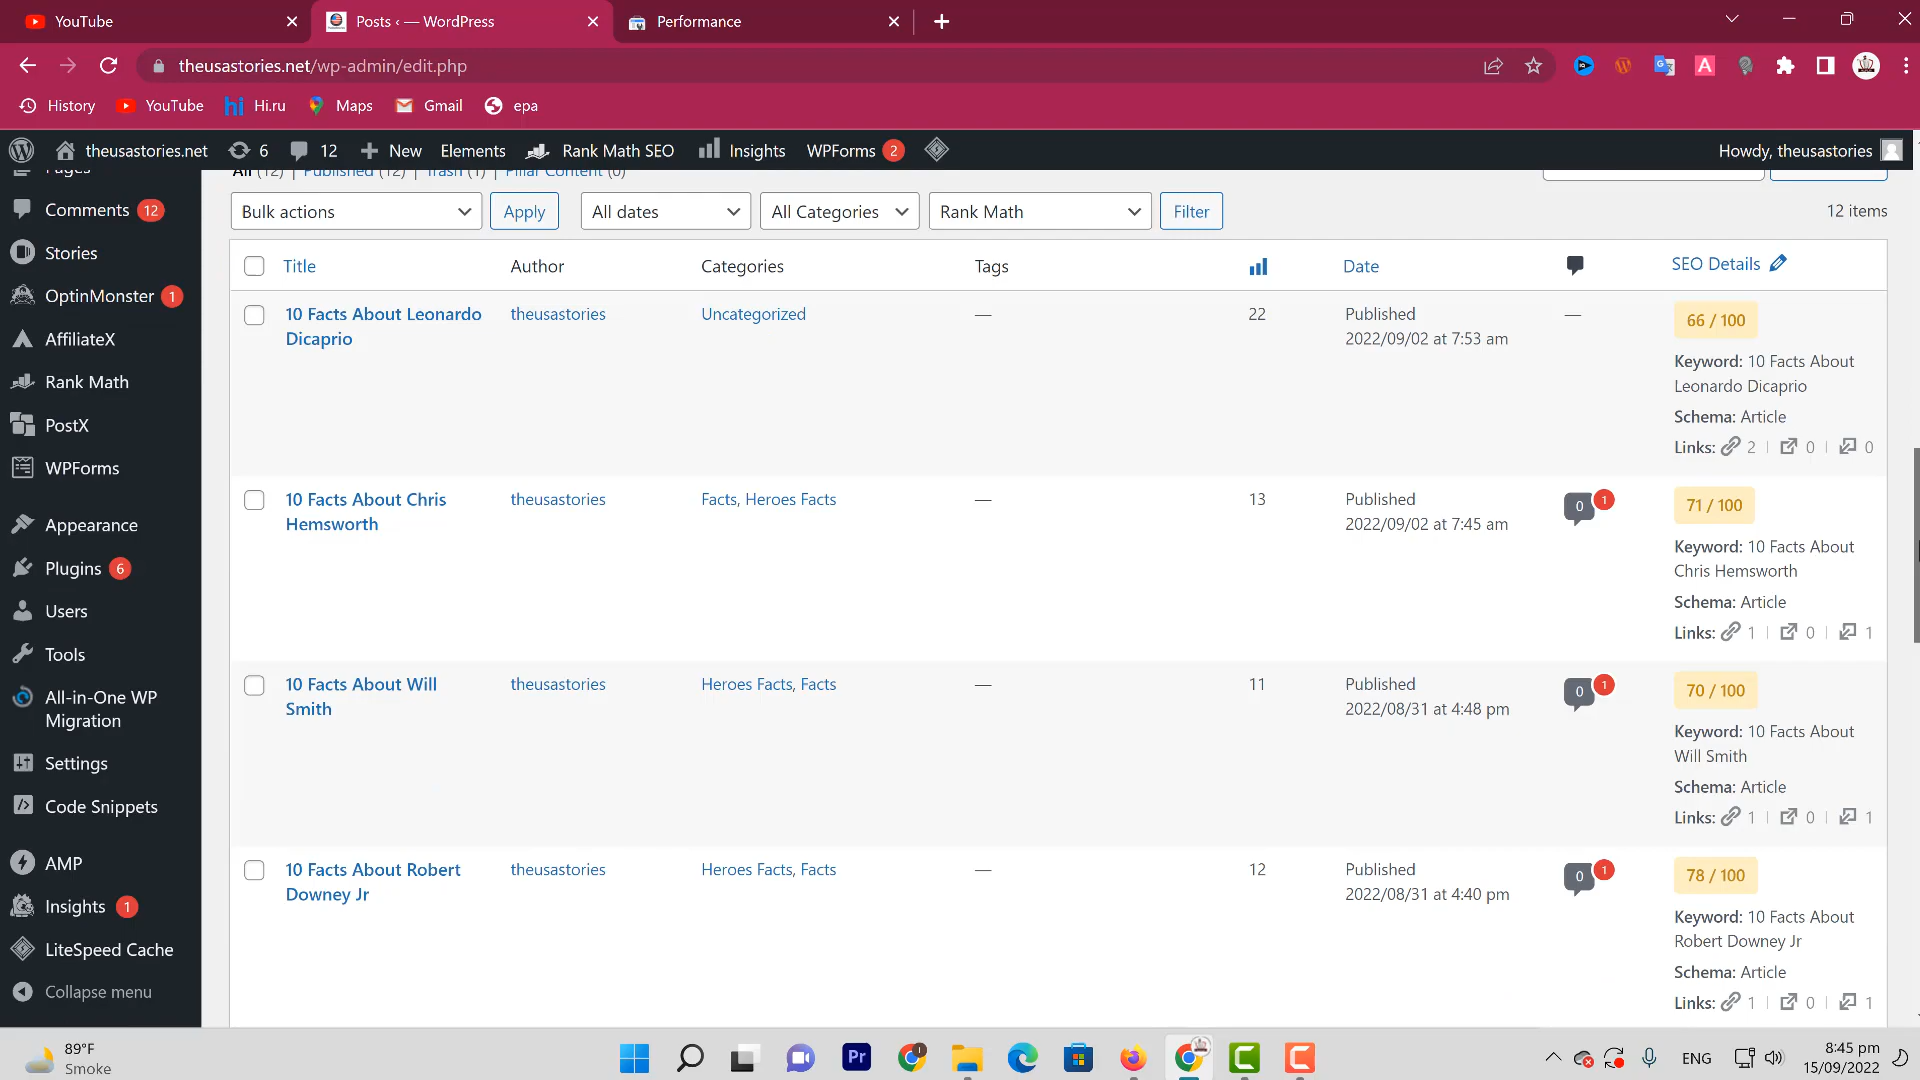 YouTube
Posts ‹ — WordPress
Performance
theusastories.net/wp-admin/edit.php
History YouTube Hi.ru Maps Gmail epa
theusastories.net 6 12 New Elements Rank Math SEO Insights WPForms 2 Howdy, theusastories
Pages
Comments 12
Stories
OptinMonster 1
AffiliateX
Rank Math
PostX
WPForms
Appearance
Plugins 6
Users
Tools
All-in-One WP
Migration
Settings
Code Snippets
AMP
Insights 1
LiteSpeed Cache
Collapse menu
All (12) | Published (12) | Trash (1) | Pillar Content (0)
Bulk actions Apply All dates All Categories Rank Math Filter 12 items
Title Author Categories Tags Date SEO Details
10 Facts About Leonardo
Dicaprio
theusastories
Uncategorized
—
22
Published
2022/09/02 at 7:53 am
—
66 / 100
Keyword: 10 Facts About
Leonardo Dicaprio
Schema: Article
Links: 2 | 0 | 0
10 Facts About Chris
Hemsworth
theusastories
Facts, Heroes Facts
—
13
Published
2022/09/02 at 7:45 am
0 1
71 / 100
Keyword: 10 Facts About
Chris Hemsworth
Schema: Article
Links: 1 | 0 | 1
10 Facts About Will
Smith
theusastories
Heroes Facts, Facts
—
11
Published
2022/08/31 at 4:48 pm
0 1
70 / 100
Keyword: 10 Facts About
Will Smith
Schema: Article
Links: 1 | 0 | 1
10 Facts About Robert
Downey Jr
theusastories
Heroes Facts, Facts
—
12
Published
2022/08/31 at 4:40 pm
0 1
78 / 100
Keyword: 10 Facts About
Robert Downey Jr
Schema: Article
Links: 1 | 0 | 1
89°F
Smoke
Pr
ENG
8:45 pm
15/09/2022